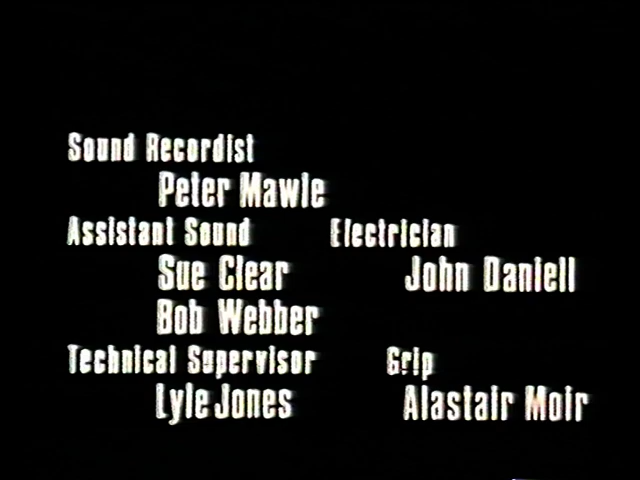 Sound Recordist
Peter Mawle
Assistant Sound Electrician
Sue Clear John Daniell
Bob Webber
Technical Supervisor Grip
Lyle Jones Alastair Moir